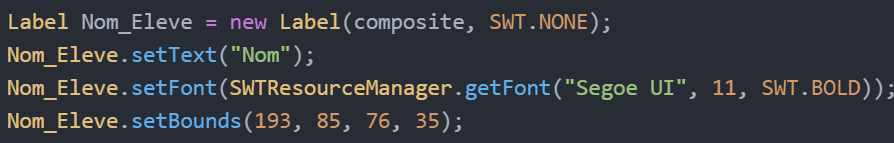 Label Nom_Eleve = new Label(composite, SWT.NONE);
Nom_Eleve.setText("Nom");
Nom_Eleve.setFont(SWTResourceManager.getFont("Segoe UI", 11, SWT.BOLD));
Nom_Eleve.setBounds(193, 85, 76, 35);